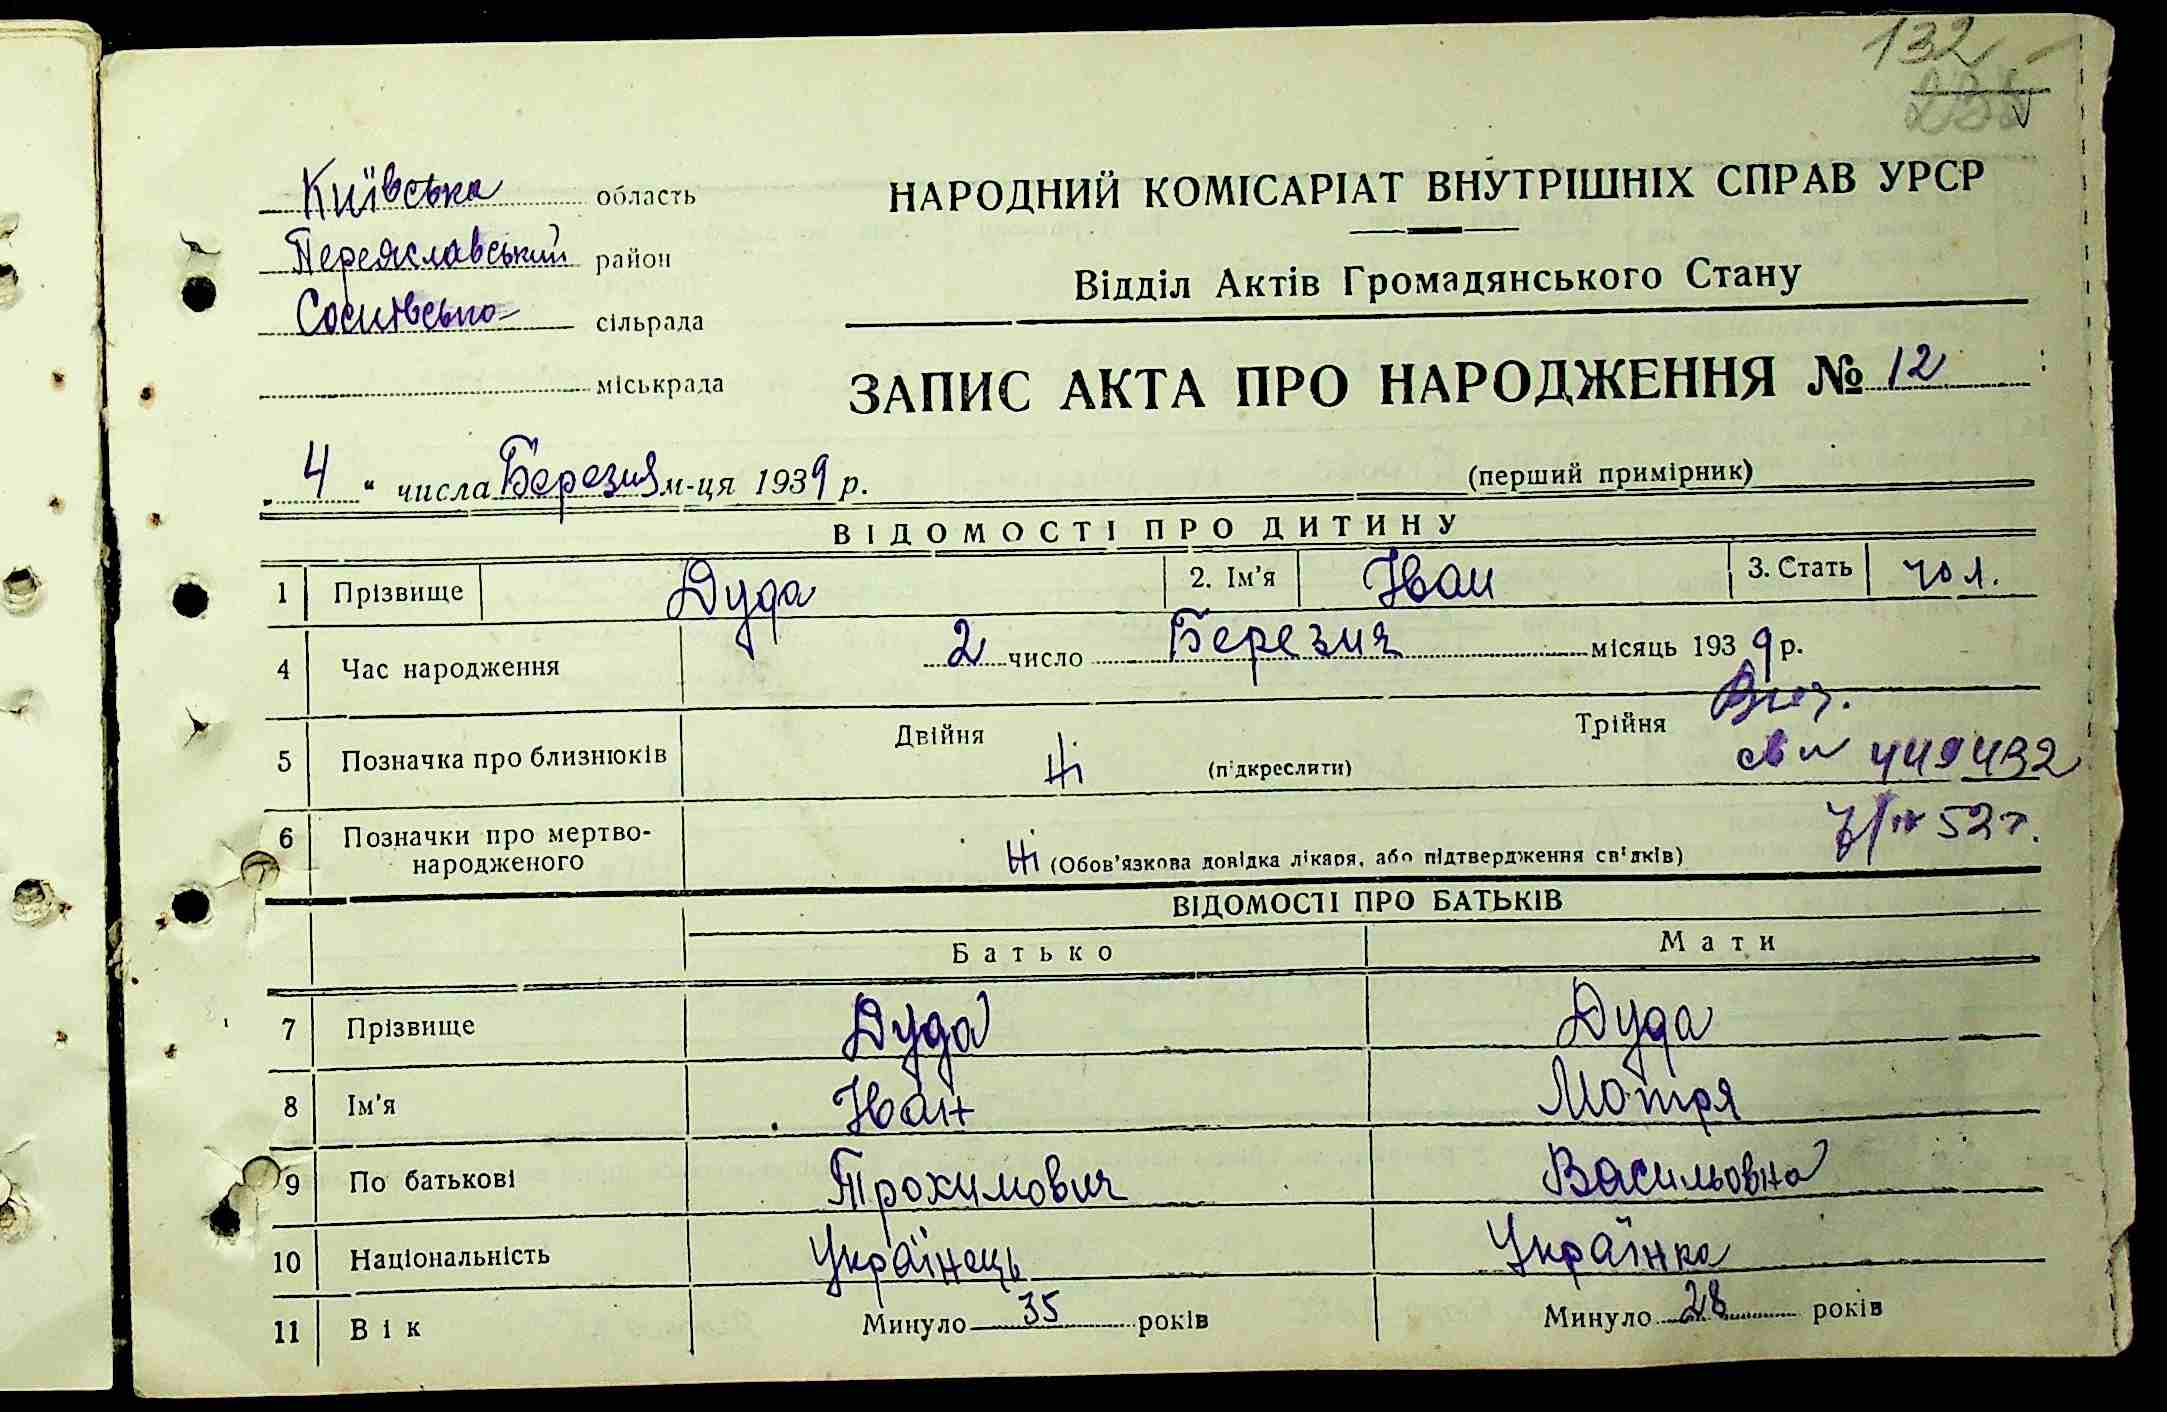 132
Київська область
Переяславський район
сільрада
міськрада
НАРОДНИЙ КОМІСАРІАТ ВНУТРІШНІХ СПРАВ УРСР
Відділ Актів Громадянського Стану
ЗАПИС АКТА ПРО НАРОДЖЕННЯ № 12
„ 4 “ числа Березня м-ця 1939 р. (перший примірник)
ВІДОМОСТІ ПРО ДИТИНУ
1 Прізвище Дуда 2. Ім'я Іван 3. Стать чол.
4 Час народження 2 число Березня місяць 1939 р.
5 Позначка про близнюків Двійня Ні (підкреслити) Трійня
449432
6 Позначки про мертво-
народженого Ні (Обов'язкова довідка лікаря, або підтвердження свідків)
52 г.
ВІДОМОСТІ ПРО БАТЬКІВ
Батько Мати
7 Прізвище Дуда Дуда
8 Ім'я Іван Мотря
9 По батькові Трохимович Васильовна
10 Національність Українець Українка
11 Вік Минуло 35 років Минуло 28 років